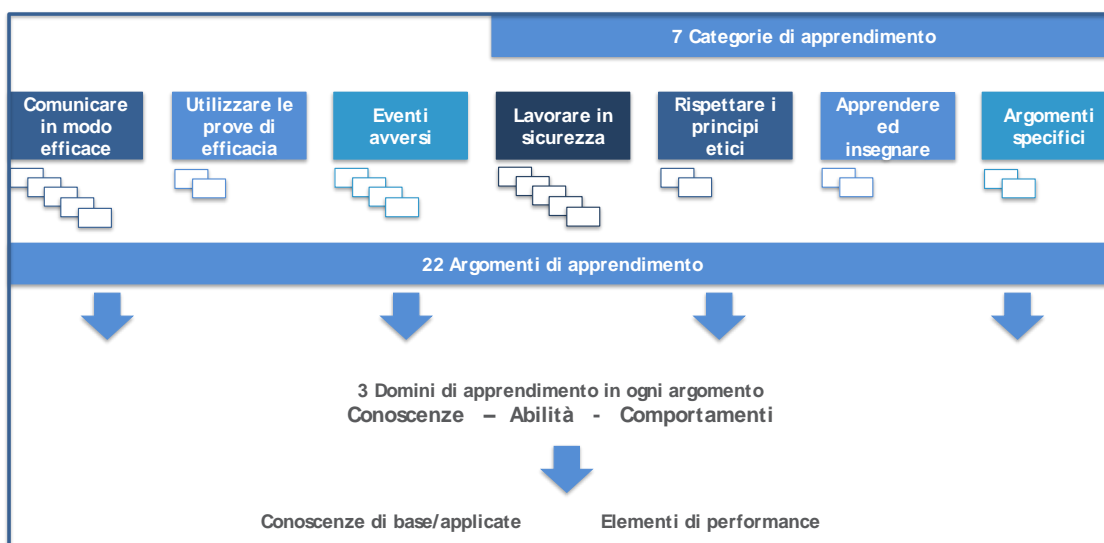 7 Categorie di apprendimento
Comunicare
in modo
efficace
Utilizzare le
prove di
efficacia
Eventi
avversi
Lavorare in
sicurezza
Rispettare i
principi
etici
Apprendere
ed
insegnare
Argomenti
specifici
22 Argomenti di apprendimento
3 Domini di apprendimento in ogni argomento
Conoscenze – Abilità - Comportamenti
Conoscenze di base/applicate Elementi di performance